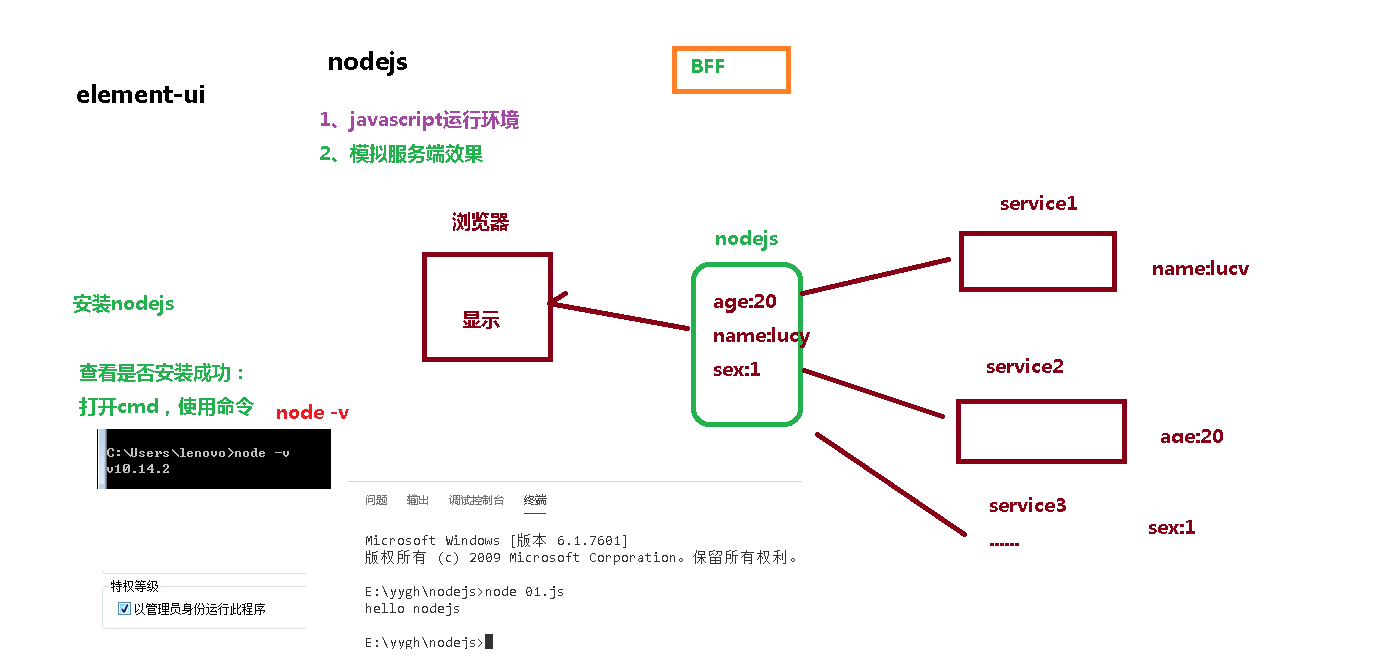 element-ui
nodejs
BFF
1、javascript运行环境
2、模拟服务端效果
浏览器
显示
nodejs
age:20
name:lucy
sex:1
service1
name:lucy
service2
age:20
service3
......
sex:1
安装nodejs
查看是否安装成功：
打开cmd，使用命令 node -v
C:\Users\lenovo>node -v
v10.14.2
特权等级
以管理员身份运行此程序
问题 输出 调试控制台 终端
Microsoft Windows [版本 6.1.7601]
版权所有 (c) 2009 Microsoft Corporation。保留所有权利。
E:\yygh\nodejs>node 01.js
hello nodejs
E:\yygh\nodejs>